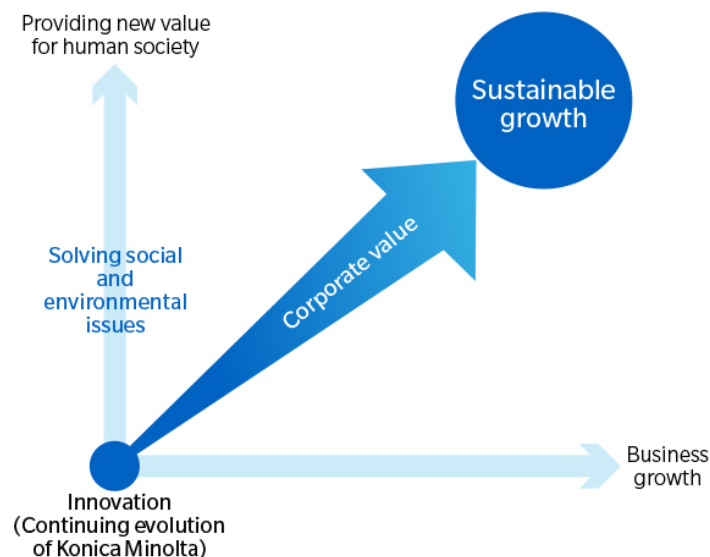 Providing new value
for human society
Sustainable
growth
Corporate value
Solving social
and
environmental
issues
Business
growth
Innovation
(Continuing evolution
of Konica Minolta)